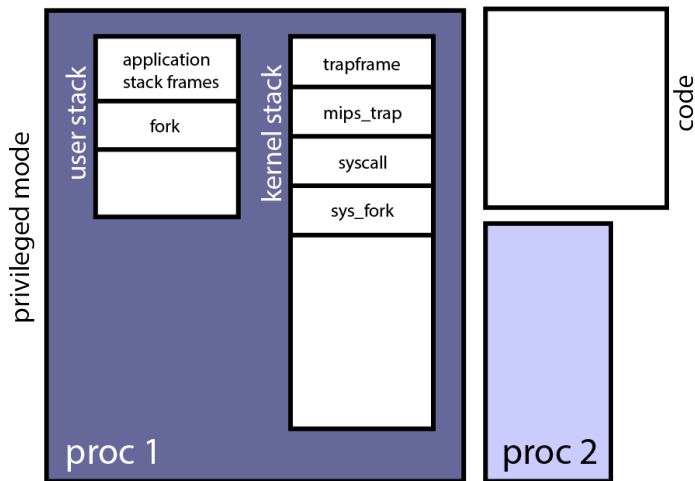 privileged mode
user stack
application
stack frames
fork
kernel stack
trapframe
mips_trap
syscall
sys_fork
code
proc 1
proc 2